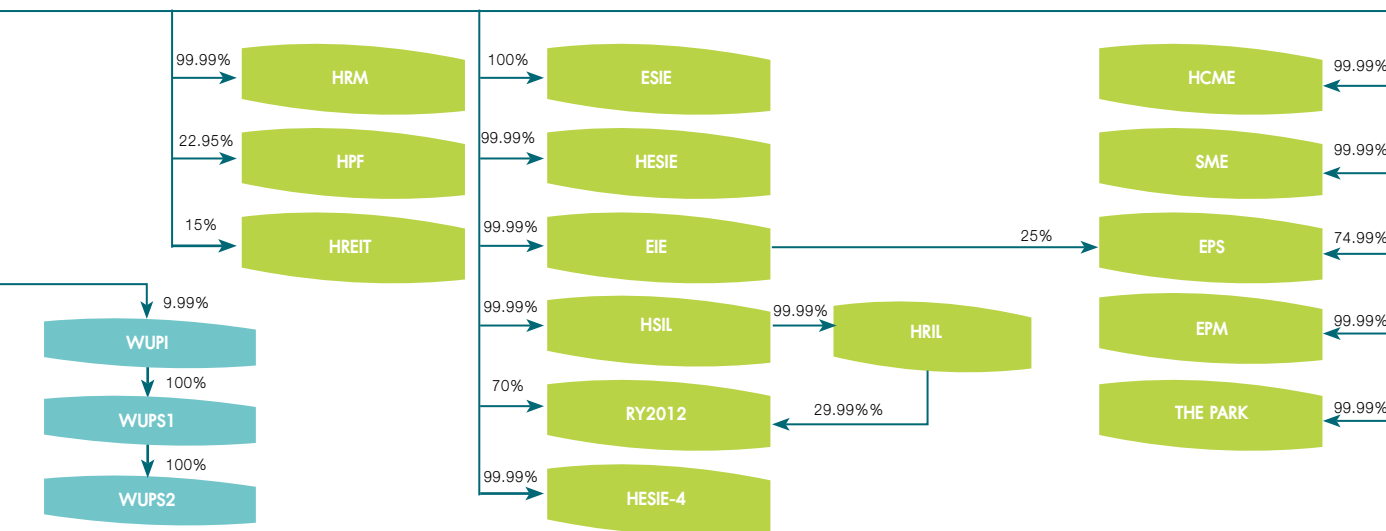 99.99%
HRM
22.95%
HPF
15%
HREIT
9.99%
WUPI
100%
WUPS1
100%
WUPS2
100%
ESIE
99.99%
HESIE
99.99%
EIE
25%
99.99%
HSIL
99.99%
HRIL
70%
RY2012
29.99%%
99.99%
HESIE-4
HCME
99.99%
SME
99.99%
EPS
74.99%
EPM
99.99%
THE PARK
99.99%